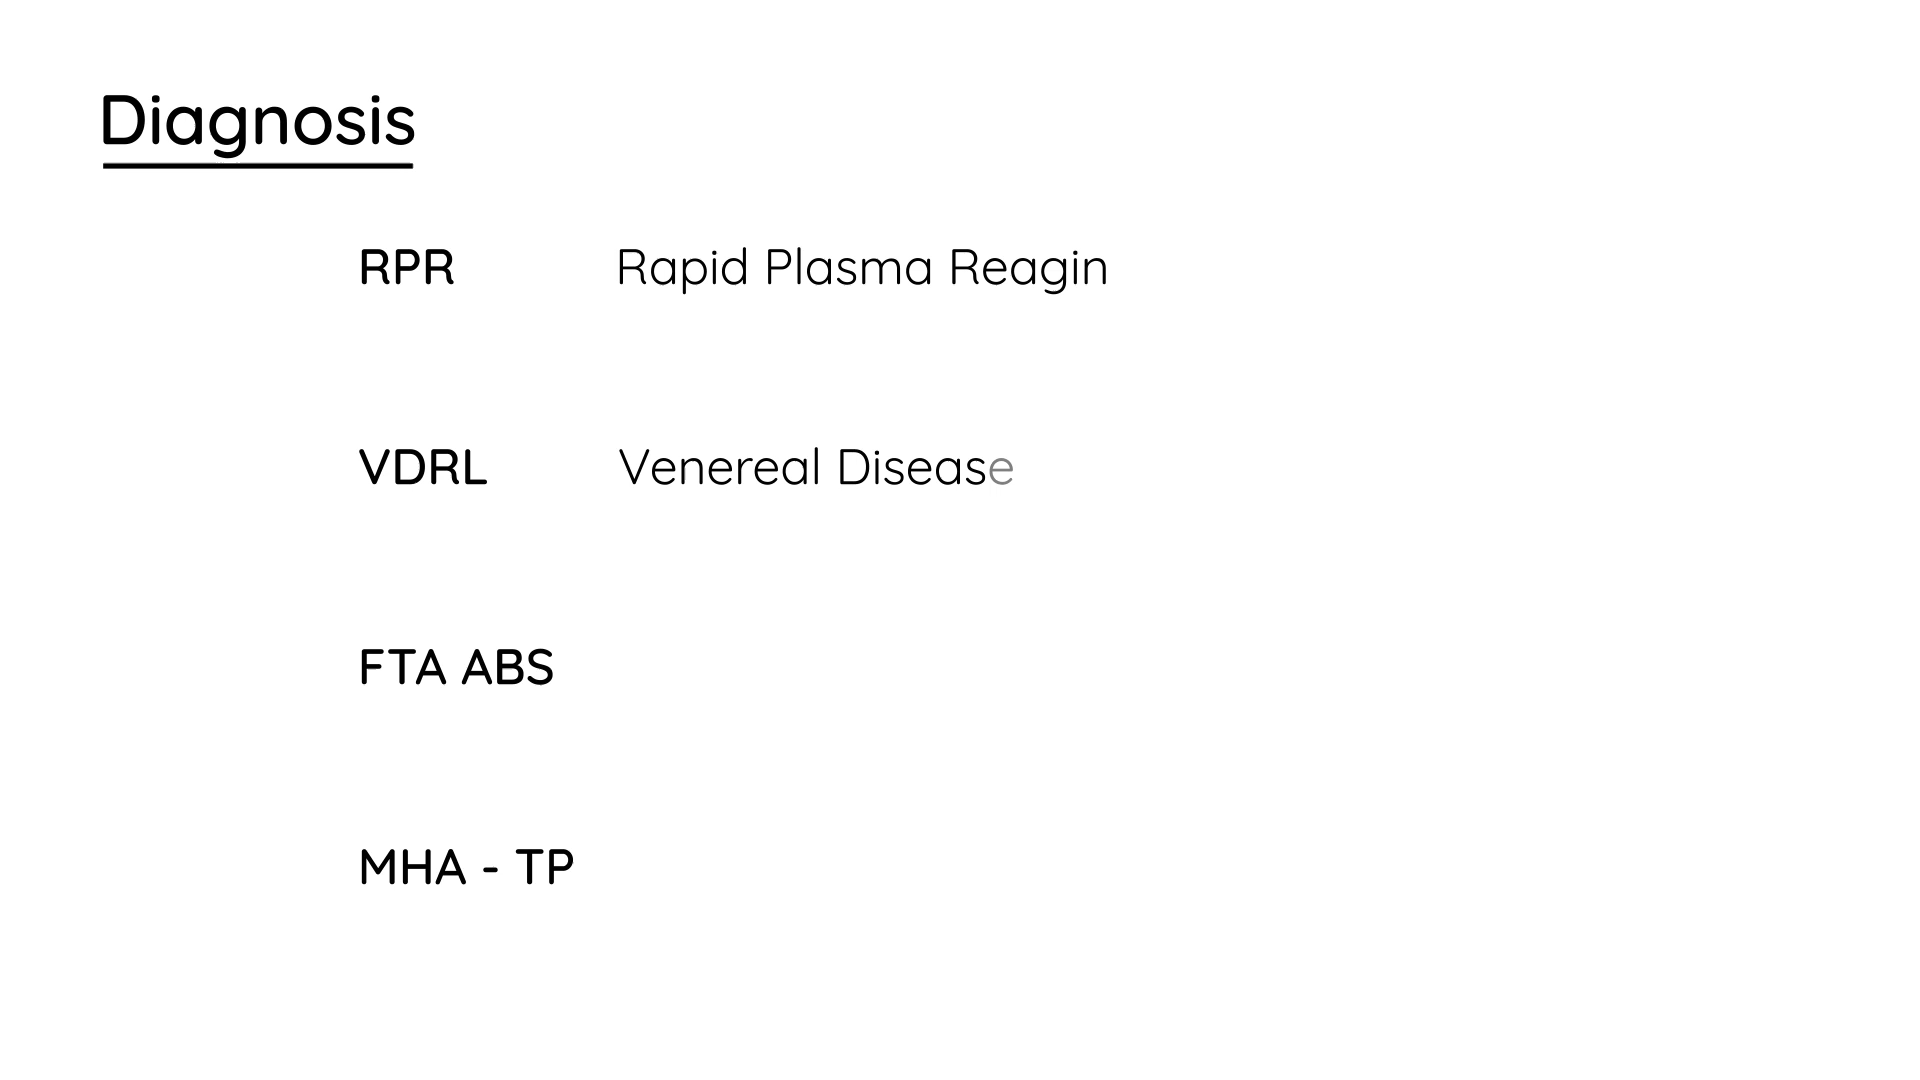 Diagnosis
RPR Rapid Plasma Reagin
VDRL Venereal Disease
FTA ABS
MHA - TP